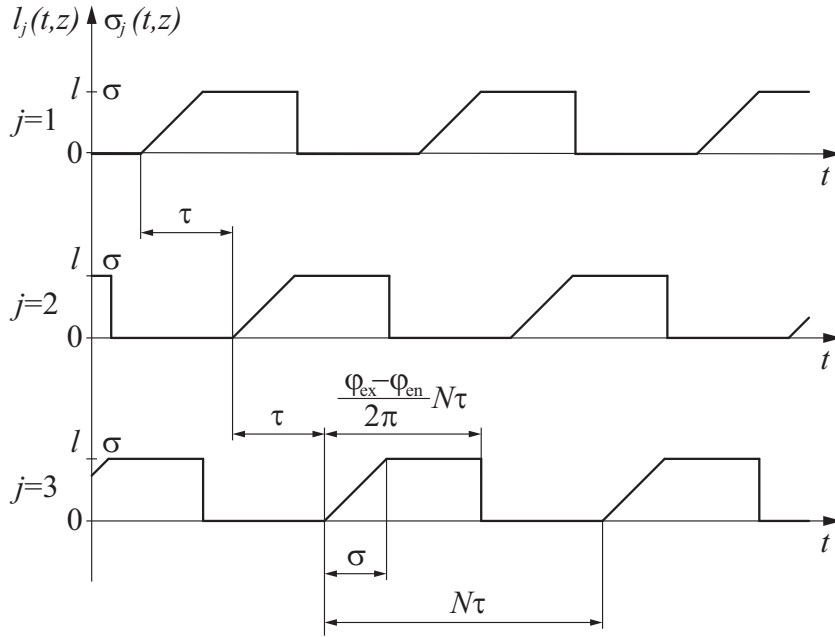 l_j(t,z) σ_j(t,z)
l σ
j=1
0
t
τ
l σ
j=2
0
t
φ_ex−φ_en
2π
Nτ
τ
l σ
j=3
0
t
σ
Nτ